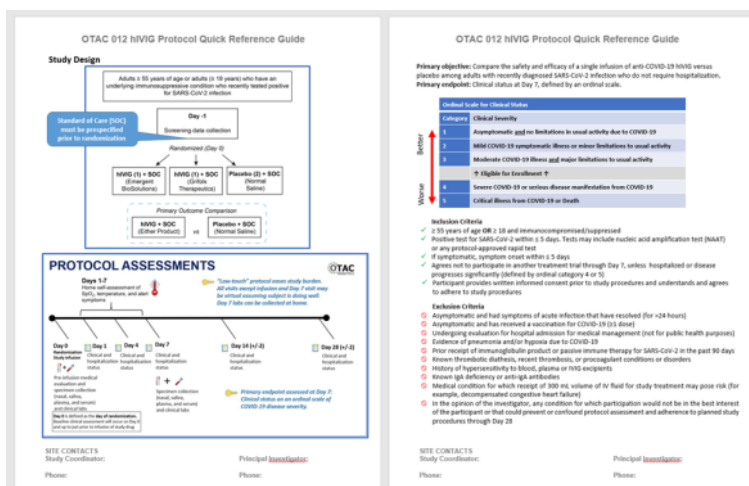 OTAC 012 hIVIG Protocol Quick Reference Guide
Study Design
Adults ≥ 55 years of age or adults (≥ 18 years) who have an
underlying immunosuppressive condition who recently tested positive
for SARS-CoV-2 infection
Standard of Care (SOC)
must be prespecified
prior to randomization
Day -1
Screening data collection
Randomized (Day 0)
hIVIG (1) + SOC
(Emergent
BioSolutions)
hIVIG (1) + SOC
(Grifols
Therapeutics)
Placebo (2) + SOC
(Normal
Saline)
Primary Outcome Comparison
hIVIG + SOC
(Either Product)
vs
Placebo + SOC
(Normal Saline)
PROTOCOL ASSESSMENTS
OTAC
Days 1-7
Home self-assessment of
SpO₂, temperature, and alert
symptoms
"Low-touch" protocol eases study burden.
All visits except infusion and Day 7 visit may
be virtual assuming subject is doing well.
Day 7 labs can be collected at home.
Day 0
Randomization
Study Infusion
Day 1
Clinical and
hospitalization
status
Day 4
Clinical and
hospitalization
status
Day 7
Clinical and
hospitalization
status
Day 14 (+/-2)
Clinical and hospitalization
status
Day 28 (+/-2)
Clinical and hospitalization
status
Pre-infusion medical
evaluation and
specimen collection
(nasal, saliva,
plasma, and serum)
and clinical labs
Specimen collection
(nasal, saliva,
plasma, and serum)
and clinical labs
Primary endpoint assessed at Day 7:
Clinical status on an ordinal scale of
COVID-19 disease severity.
Day 0 is defined as the day of randomization.
Baseline clinical assessment will occur on Day 0
and up to just prior to infusion of study drug
SITE CONTACTS
Study Coordinator: Principal Investigator:
Phone: Phone:
OTAC 012 hIVIG Protocol Quick Reference Guide
Primary objective: Compare the safety and efficacy of a single infusion of anti-COVID-19 hIVIG versus
placebo among adults with recently diagnosed SARS-CoV-2 infection who do not require hospitalization.
Primary endpoint: Clinical status at Day 7, defined by an ordinal scale.
Ordinal Scale for Clinical Status
Category Clinical Severity
1 Asymptomatic and no limitations in usual activity due to COVID-19
2 Mild COVID-19 symptomatic illness or minor limitations to usual activity
3 Moderate COVID-19 illness and major limitations to usual activity
↑ Eligible for Enrollment ↑
4 Severe COVID-19 or serious disease manifestation from COVID-19
5 Critical illness from COVID-19 or Death
Better
Worse
Inclusion Criteria
✓ ≥ 55 years of age OR ≥ 18 and immunocompromised/suppressed
✓ Positive test for SARS-CoV-2 within ≤ 5 days. Tests may include nucleic acid amplification test (NAAT)
or any protocol-approved rapid test
✓ If symptomatic, symptom onset within ≤ 5 days
✓ Agrees not to participate in another treatment trial through Day 7, unless hospitalized or disease
progresses significantly (defined by ordinal category 4 or 5)
✓ Participant provides written informed consent prior to study procedures and understands and agrees
to adhere to study procedures
Exclusion Criteria
Asymptomatic and had symptoms of acute infection that have resolved (for >24 hours)
Asymptomatic and has received a vaccination for COVID-19 (≥1 dose)
Undergoing evaluation for hospital admission for medical management (not for public health purposes)
Evidence of pneumonia and/or hypoxia due to COVID-19
Prior receipt of immunoglobulin product or passive immune therapy for SARS-CoV-2 in the past 90 days
Known thrombotic diathesis, recent thrombosis, or procoagulant conditions or disorders
History of hypersensitivity to blood, plasma or IVIG excipients
Known IgA deficiency or anti-IgA antibodies
Medical condition for which receipt of 300 mL volume of IV fluid for study treatment may pose risk (for
example, decompensated congestive heart failure)
In the opinion of the investigator, any condition for which participation would not be in the best interest
of the participant or that could prevent or confound protocol assessment and adherence to planned study
procedures through Day 28
SITE CONTACTS
Study Coordinator: Principal Investigator:
Phone: Phone: